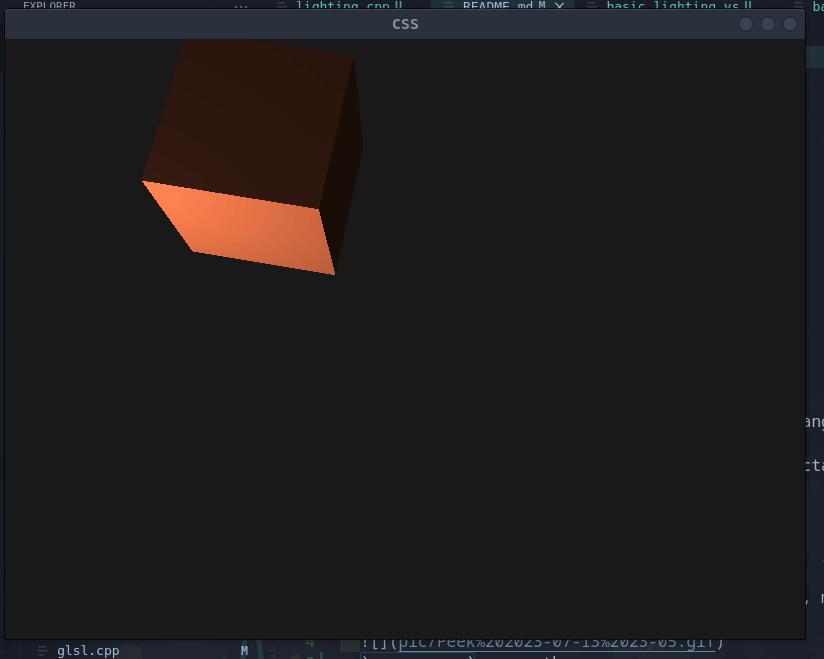 EXPLORER ... lighting.cpp U README.md M basic_lighting.vs U ba
CSS
ang
cta
, n
4 ![](pic/Peek%202023-07-13%2023-05.gif)
glsl.cpp M